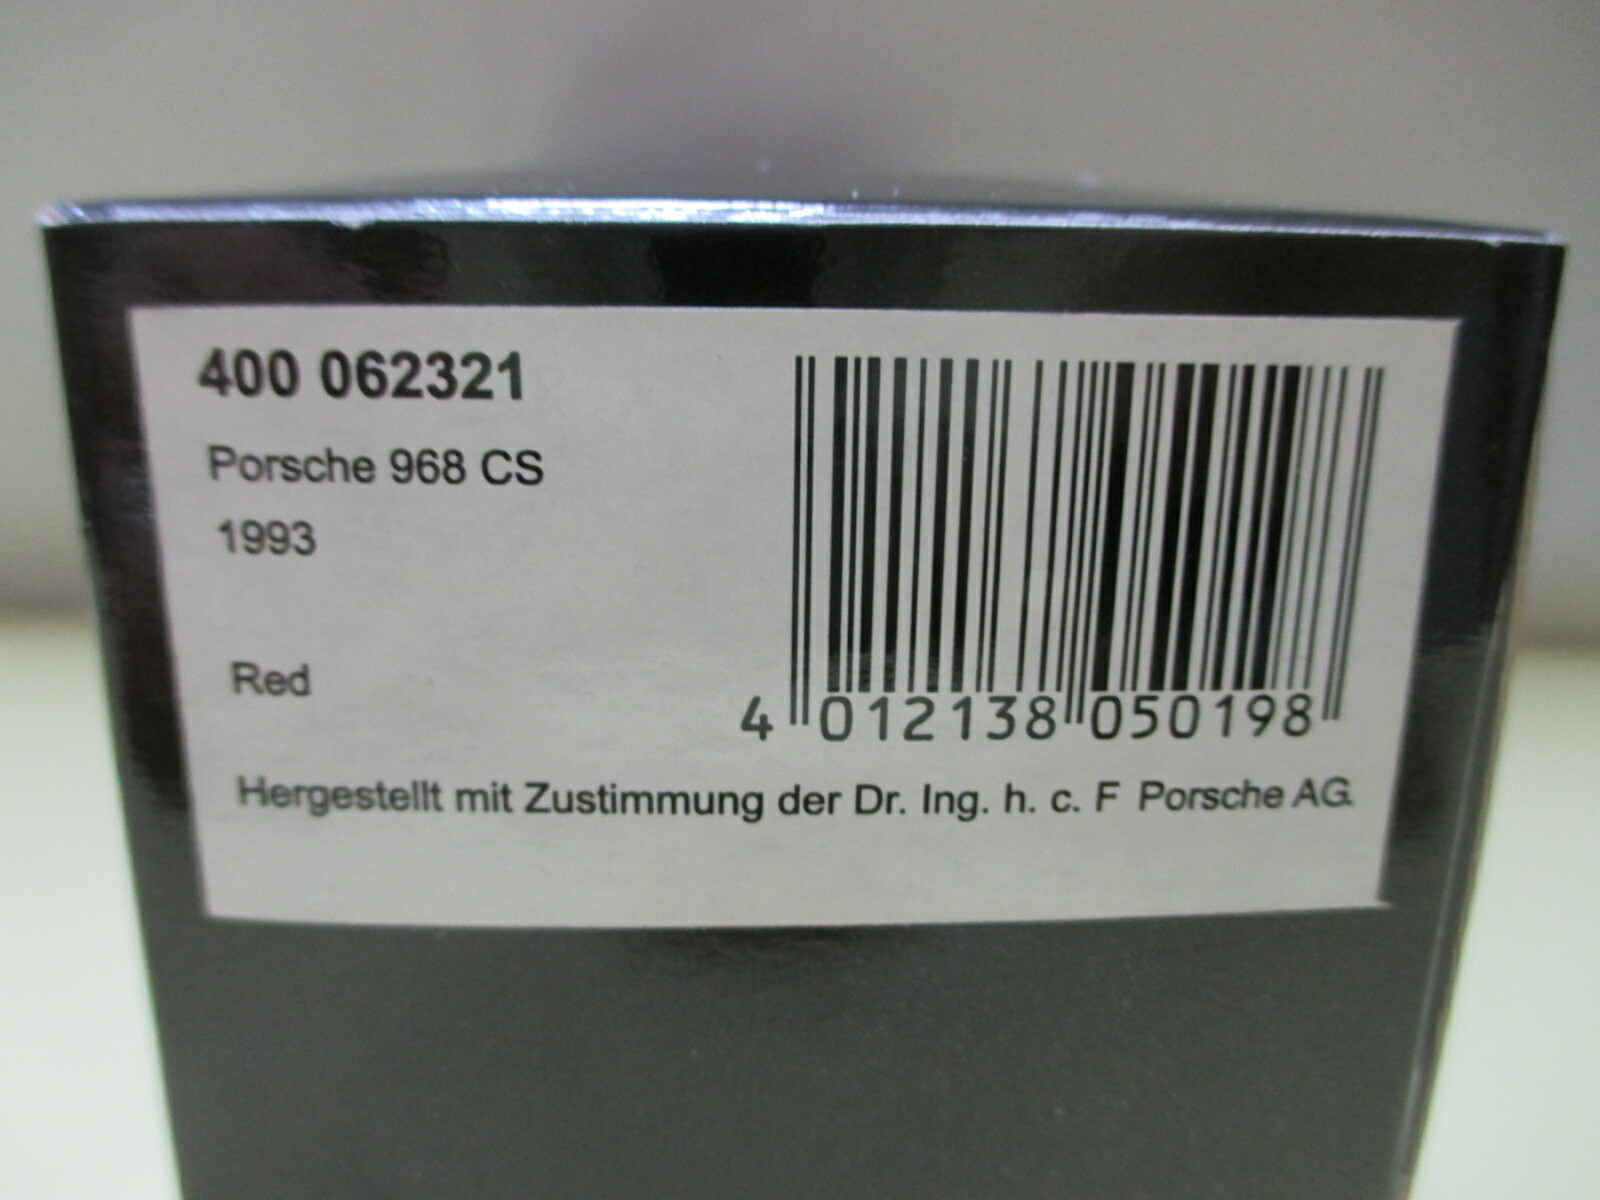 400 062321
Porsche 968 CS
1993
Red
4 012138 050198
Hergestellt mit Zustimmung der Dr. Ing. h. c. F Porsche AG.